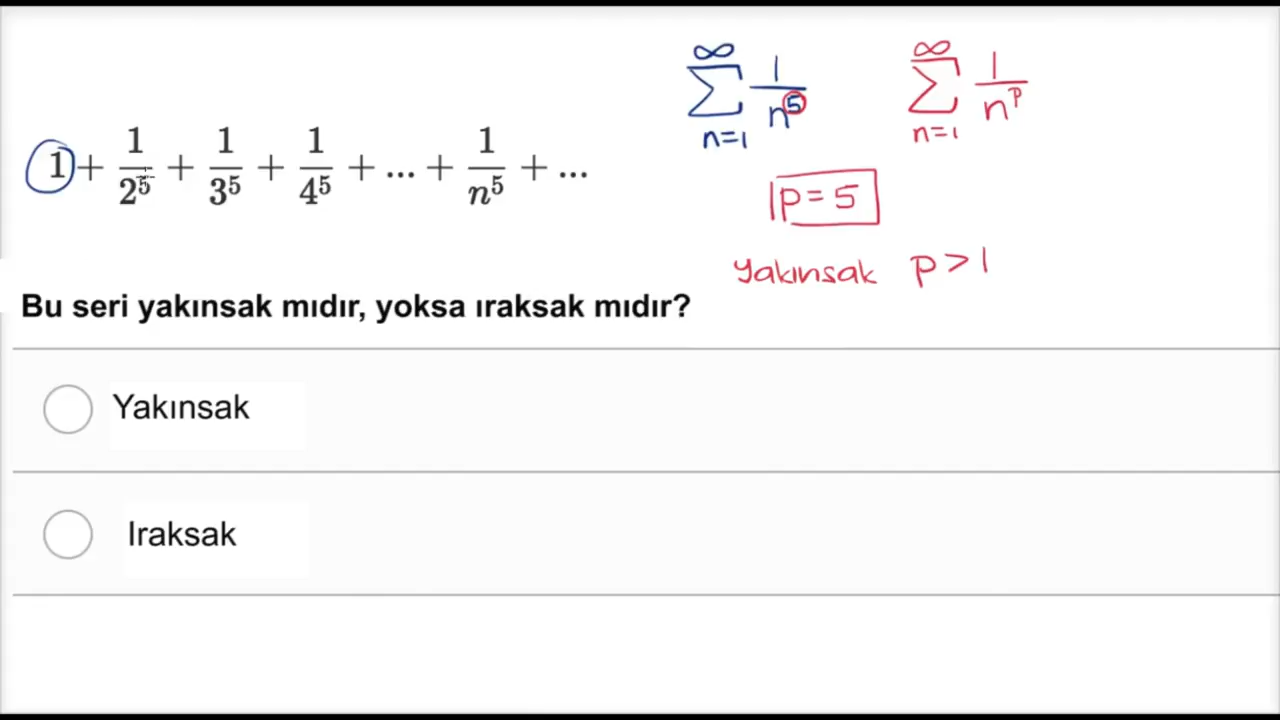 1 + 1/2⁵ + 1/3⁵ + 1/4⁵ + ... + 1/n⁵ + ...
∞ ∑ n=1 1/n⁵
∞ ∑ n=1 1/nᵖ
p = 5
Yakınsak p > 1
Bu seri yakınsak mıdır, yoksa ıraksak mıdır?
Yakınsak
Iraksak